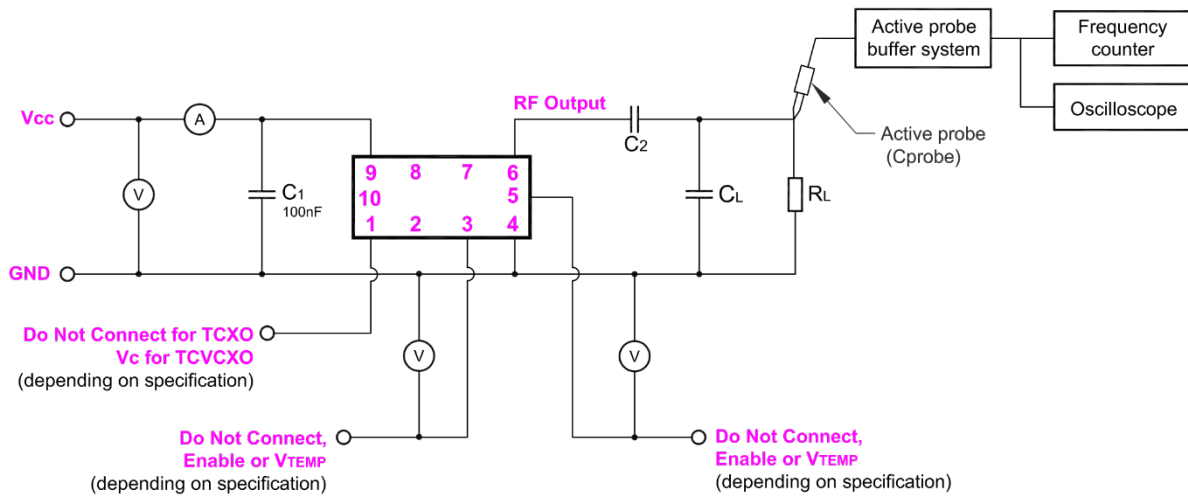 Active probe
buffer system
Frequency
counter
Oscilloscope
Active probe
(Cprobe)
RF Output
Vcc
A
V
C1
100nF
C2
CL
RL
9 8 7 6
10 5
1 2 3 4
GND
Do Not Connect for TCXO
Vc for TCVCXO
(depending on specification)
V
V
Do Not Connect,
Enable or VTEMP
(depending on specification)
Do Not Connect,
Enable or VTEMP
(depending on specification)